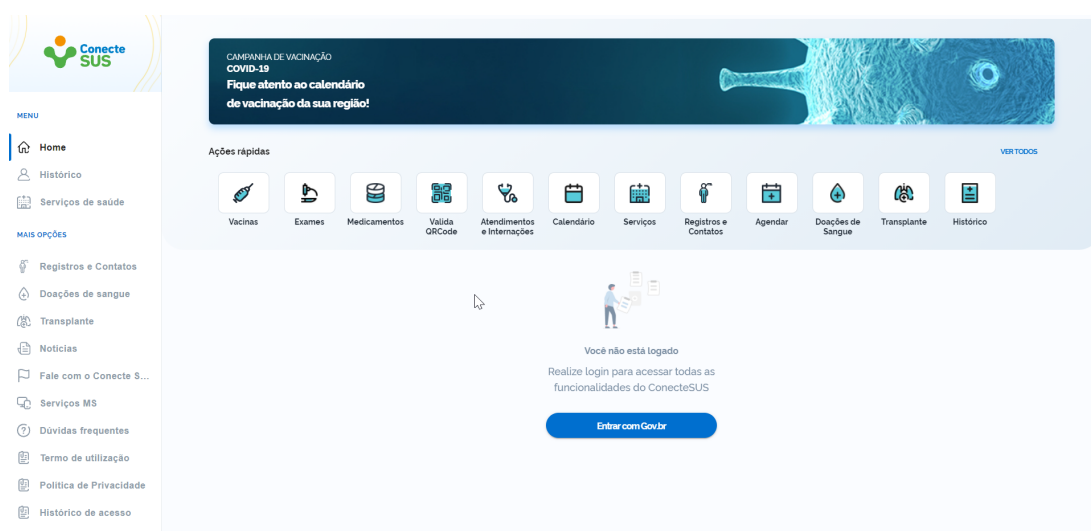 Conecte
SUS
MENU
Home
Histórico
Serviços de saúde
MAIS OPÇÕES
Registros e Contatos
Doações de sangue
Transplante
Notícias
Fale com o Conecte S...
Serviços MS
Dúvidas frequentes
Termo de utilização
Política de Privacidade
Histórico de acesso
CAMPANHA DE VACINAÇÃO
COVID-19
Fique atento ao calendário
de vacinação da sua região!
Ações rápidas
VER TODOS
Vacinas
Exames
Medicamentos
Valida
QRCode
Atendimentos
e Internações
Calendário
Serviços
Registros e
Contatos
Agendar
Doações de
Sangue
Transplante
Histórico
Você não está logado
Realize login para acessar todas as
funcionalidades do ConecteSUS
Entrar com Gov.br